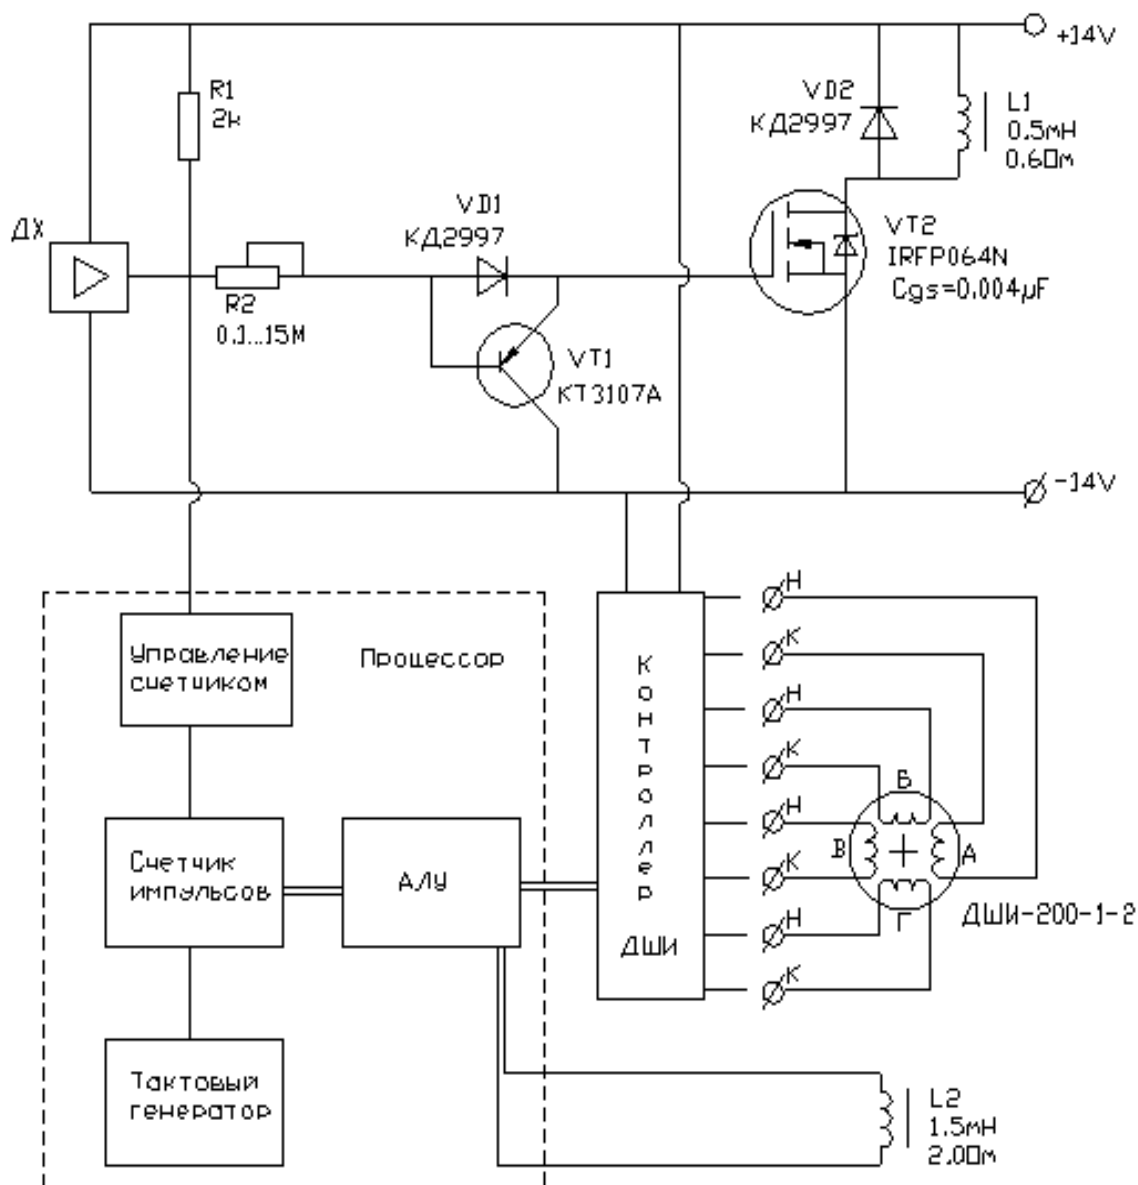 +14V
R1
2к
VD2
КД2997
L1
0.5мН
0.6Ом
ДХ
VD1
КД2997
VT2
IRFP064N
Cgs=0.004µF
R2
0.1...15М
VT1
КТ3107А
-14V
Управление
счетчиком
Процессор
Контроллер
ДШИ
Н
К
Н
К
Н
К
Н
К
Б
В
А
Г
ДШИ-200-1-2
Счетчик
импульсов
АЛУ
Тактовый
генератор
L2
1.5мН
2.0Ом